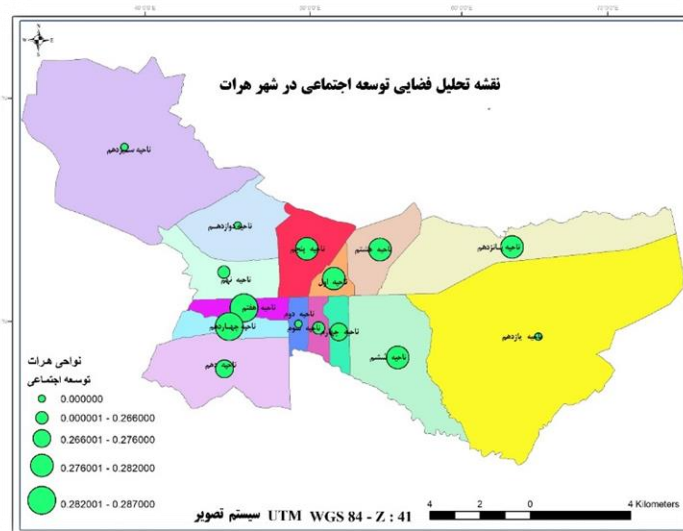 نقشه تحلیل فضایی توسعه اجتماعی در شهر هرات
N
ناحیه سیزدهم
ناحیه دوازدهم
ناحیه پنجم
ناحیه هشتم
ناحیه پانزدهم
ناحیه نهم
ناحیه اول
ناحیه هفتم
ناحیه دوم
ناحیه چهاردهم
ناحیه سوم
ناحیه چهارم
ناحیه یازدهم
ناحیه ششم
ناحیه دهم
نواحی هرات
توسعه اجتماعی
0.000000
0.000001 - 0.266000
0.266001 - 0.276000
0.276001 - 0.282000
0.282001 - 0.287000
سیستم تصویر UTM WGS 84 - Z : 41
4 2 0 4 Kilometers